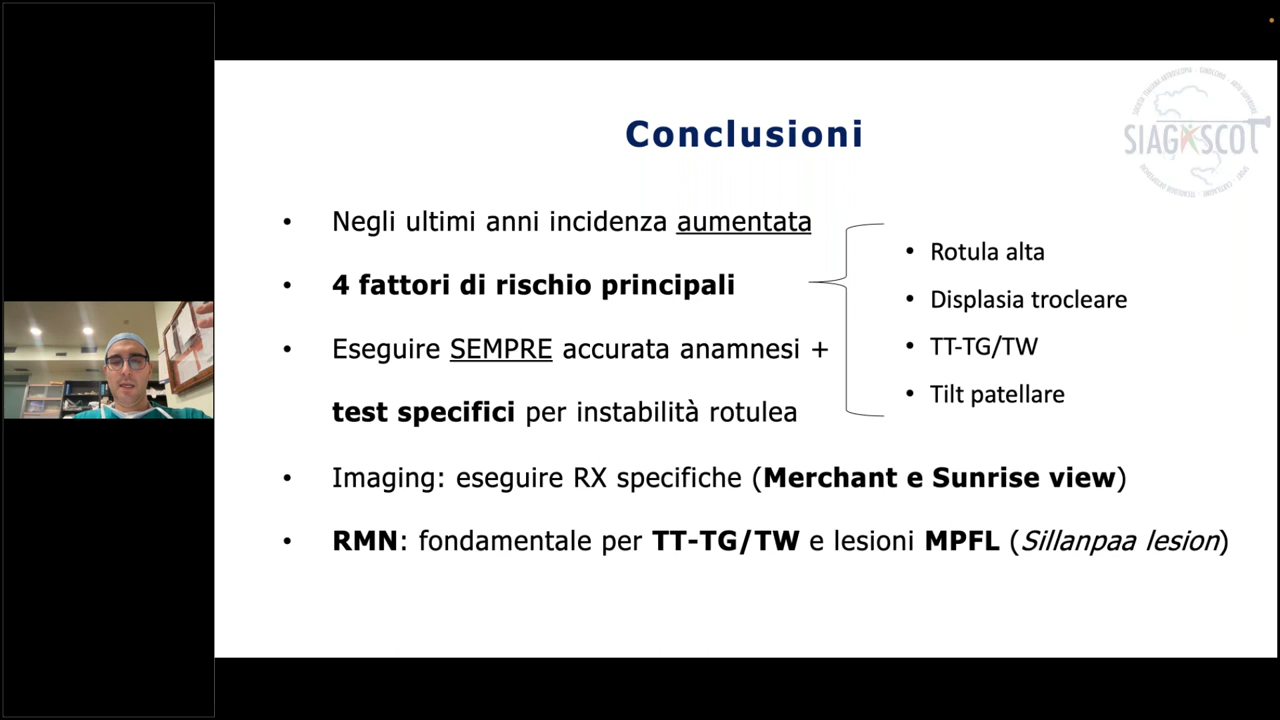 Conclusioni
SIAGASCOT
• Negli ultimi anni incidenza aumentata
• 4 fattori di rischio principali
• Eseguire SEMPRE accurata anamnesi +
test specifici per instabilità rotulea
• Rotula alta
• Displasia trocleare
• TT-TG/TW
• Tilt patellare
• Imaging: eseguire RX specifiche (Merchant e Sunrise view)
• RMN: fondamentale per TT-TG/TW e lesioni MPFL (Sillanpaa lesion)